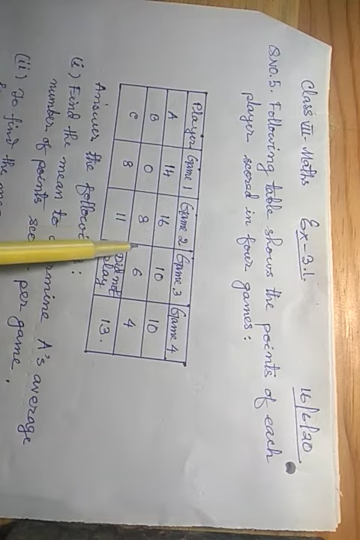 Class VII Maths Ex-3.1 16/6/20
Q.NO.5. Following table shows the points of each
player scored in four games:
Player Game 1 Game 2 Game 3 Game 4
A 14 16 10 10
B 0 8 6 4
C 8 11 Did not play 13.
Answer the
(i) Find the mean to A's average
number of points per game.
(ii) To find the